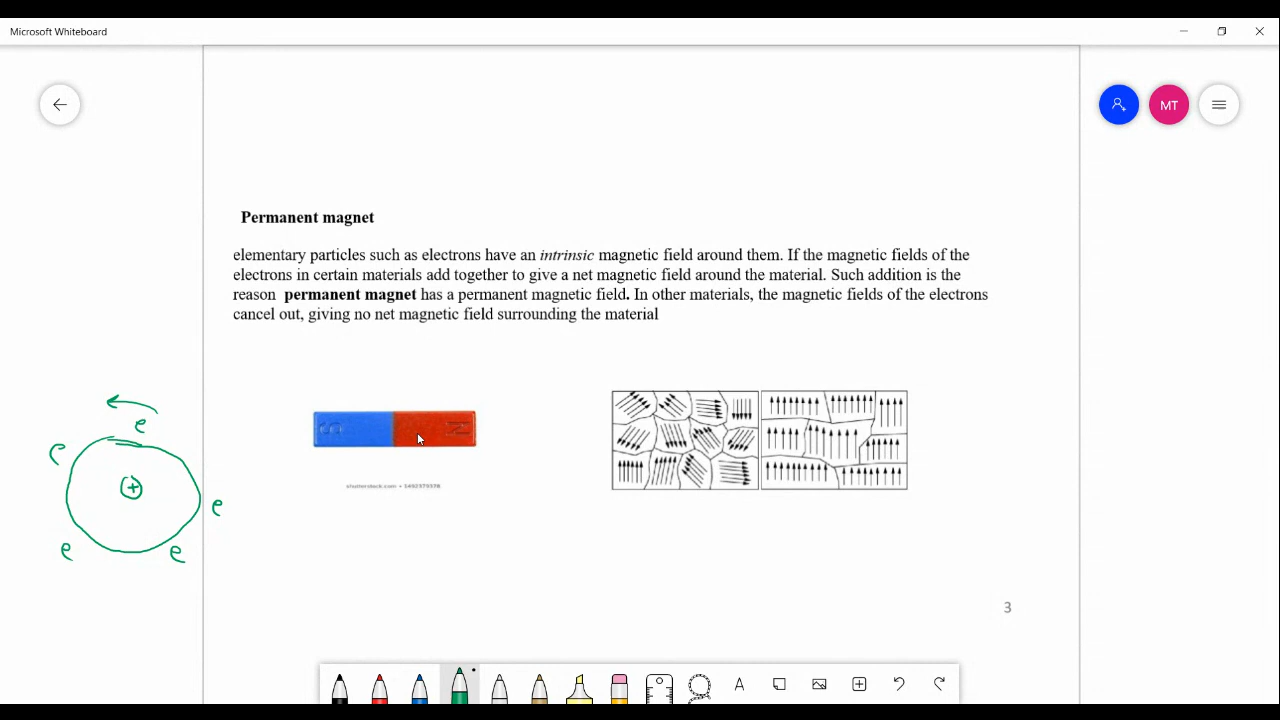 Microsoft Whiteboard
MT
Permanent magnet
elementary particles such as electrons have an intrinsic magnetic field around them. If the magnetic fields of the
electrons in certain materials add together to give a net magnetic field around the material. Such addition is the
reason permanent magnet has a permanent magnetic field. In other materials, the magnetic fields of the electrons
cancel out, giving no net magnetic field surrounding the material
e
e
S N
+
e
e
e
3
A